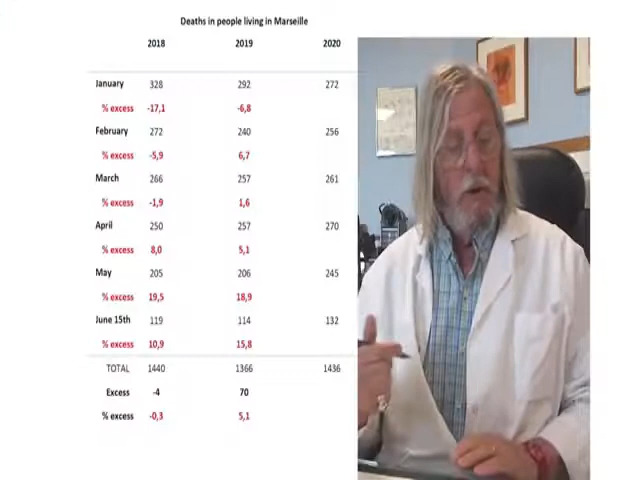 Deaths in people living in Marseille
2018 2019 2020
January 328 292 272
% excess -17,1 -6,8
February 272 240 256
% excess -5,9 6,7
March 266 257 261
% excess -1,9 1,6
April 250 257 270
% excess 8,0 5,1
May 205 206 245
% excess 19,5 18,9
June 15th 119 114 132
% excess 10,9 15,8
TOTAL 1440 1366 1436
Excess -4 70
% excess -0,3 5,1